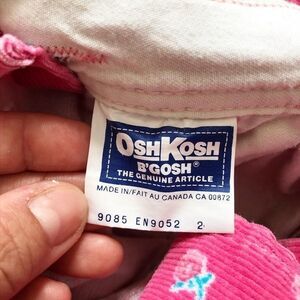 OSHKOSH
B'GOSH®
THE GENUINE ARTICLE
MADE IN/FAIT AU CANADA CA 00872
9085 EN9052 2